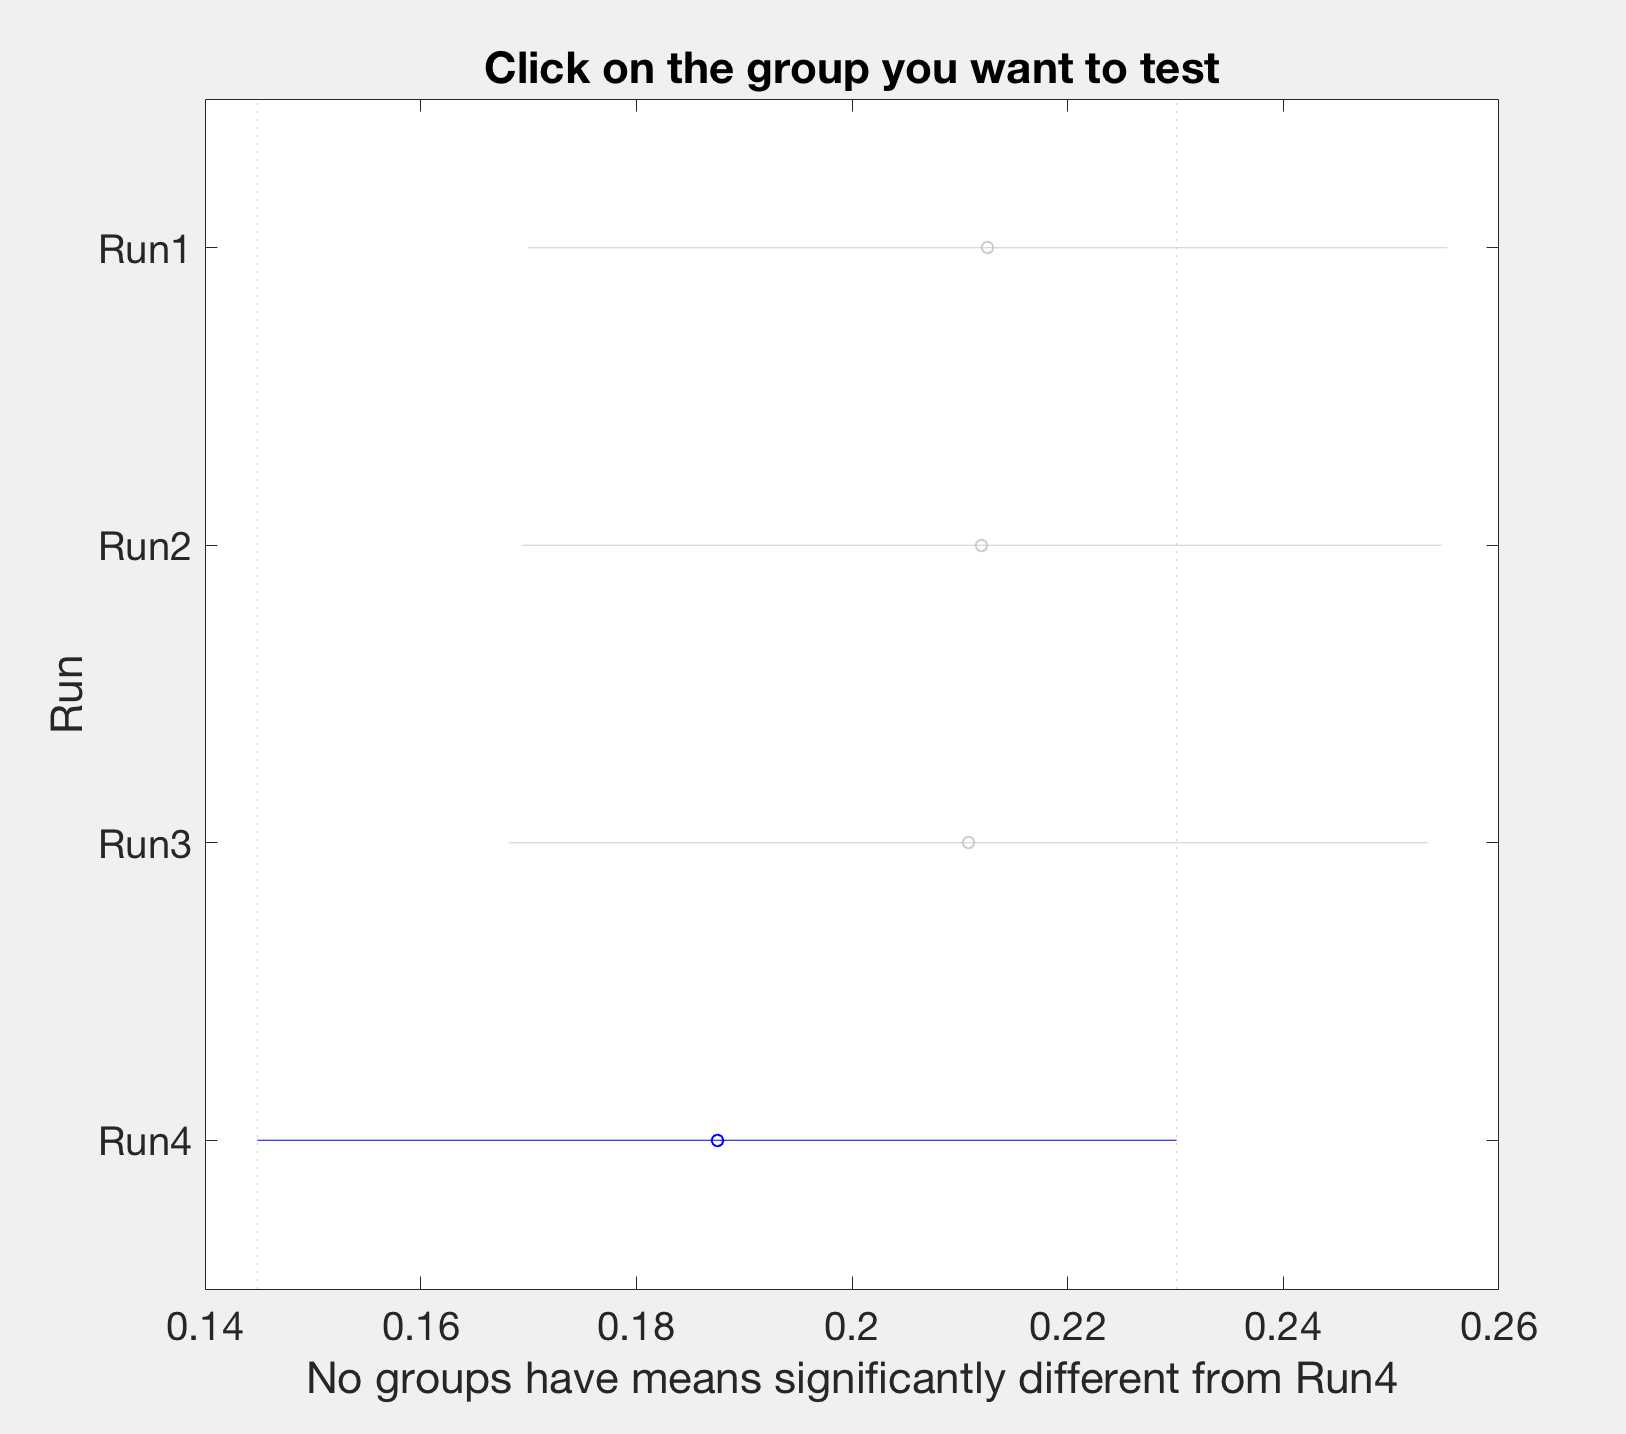 Click on the group you want to test
Run1
Run2
Run
Run3
Run4
0.14 0.16 0.18 0.2 0.22 0.24 0.26
No groups have means significantly different from Run4